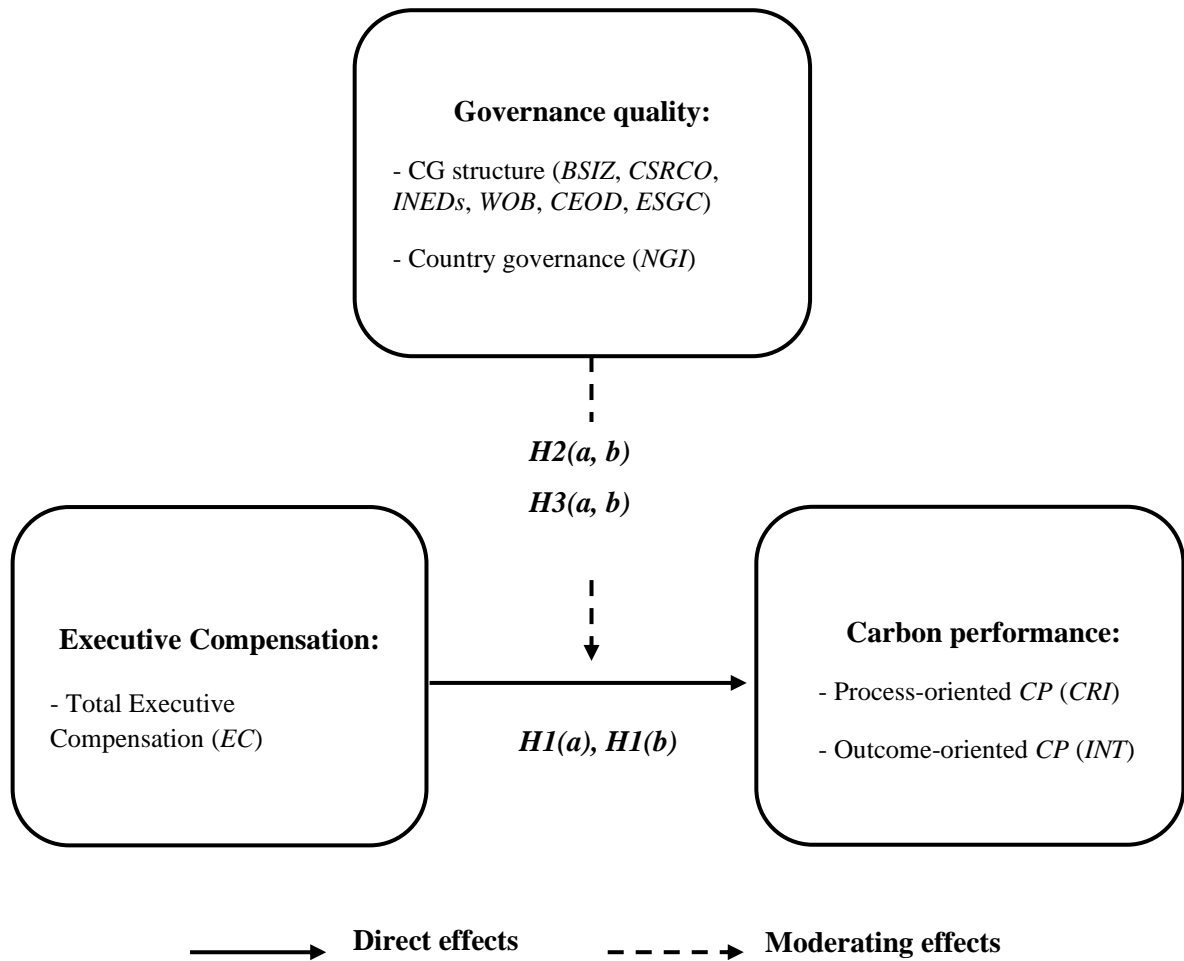 Governance quality:
- CG structure (BSIZ, CSRCO,
INEDs, WOB, CEOD, ESGC)
- Country governance (NGI)
H2(a, b)
H3(a, b)
Executive Compensation:
- Total Executive
Compensation (EC)
H1(a), H1(b)
Carbon performance:
- Process-oriented CP (CRI)
- Outcome-oriented CP (INT)
Direct effects
Moderating effects